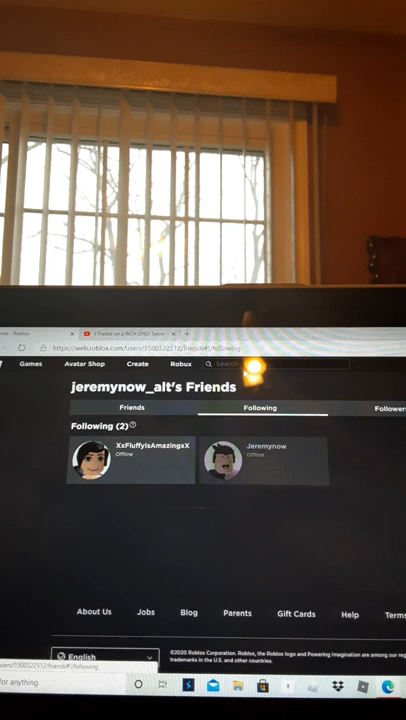 nds - Roblox
I Traded on a RICH ONLY Server
https://web.roblox.com/users/1500322512/friends#!/following
Games Avatar Shop Create Robux Search
jeremynow_alt's Friends
Friends Following Followers
Following (2)
XxFluffyIsAmazingxX
Offline
Jeremynow
Offline
About Us Jobs Blog Parents Gift Cards Help Terms
English
©2020 Roblox Corporation. Roblox, the Roblox logo and Powering Imagination are among our reg
trademarks in the U.S. and other countries.
users/1500322512/friends#!/following
for anything